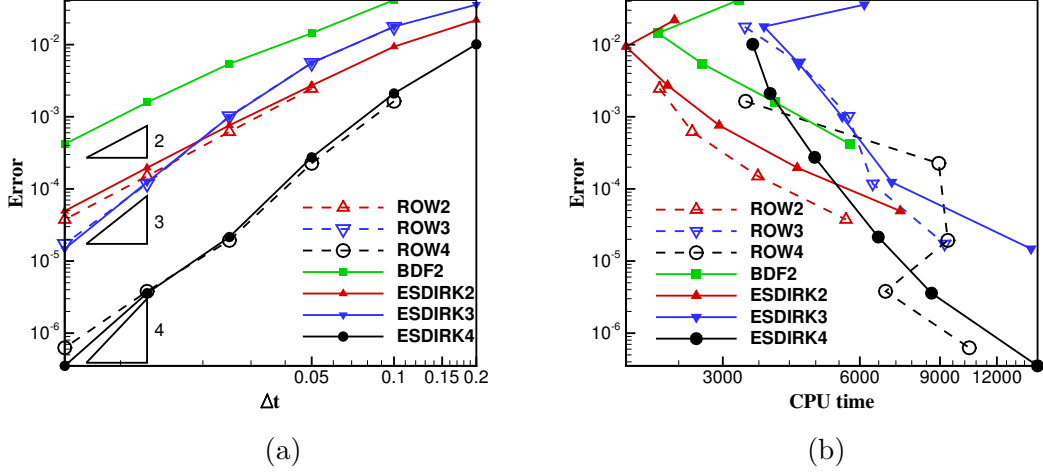 10^-2
10^-3
10^-4
10^-5
10^-6
Error
2
3
4
ROW2
ROW3
ROW4
BDF2
ESDIRK2
ESDIRK3
ESDIRK4
0.05
0.1
0.15
0.2
Δt
(a)
10^-2
10^-3
10^-4
10^-5
10^-6
Error
ROW2
ROW3
ROW4
BDF2
ESDIRK2
ESDIRK3
ESDIRK4
3000
6000
9000
12000
CPU time
(b)